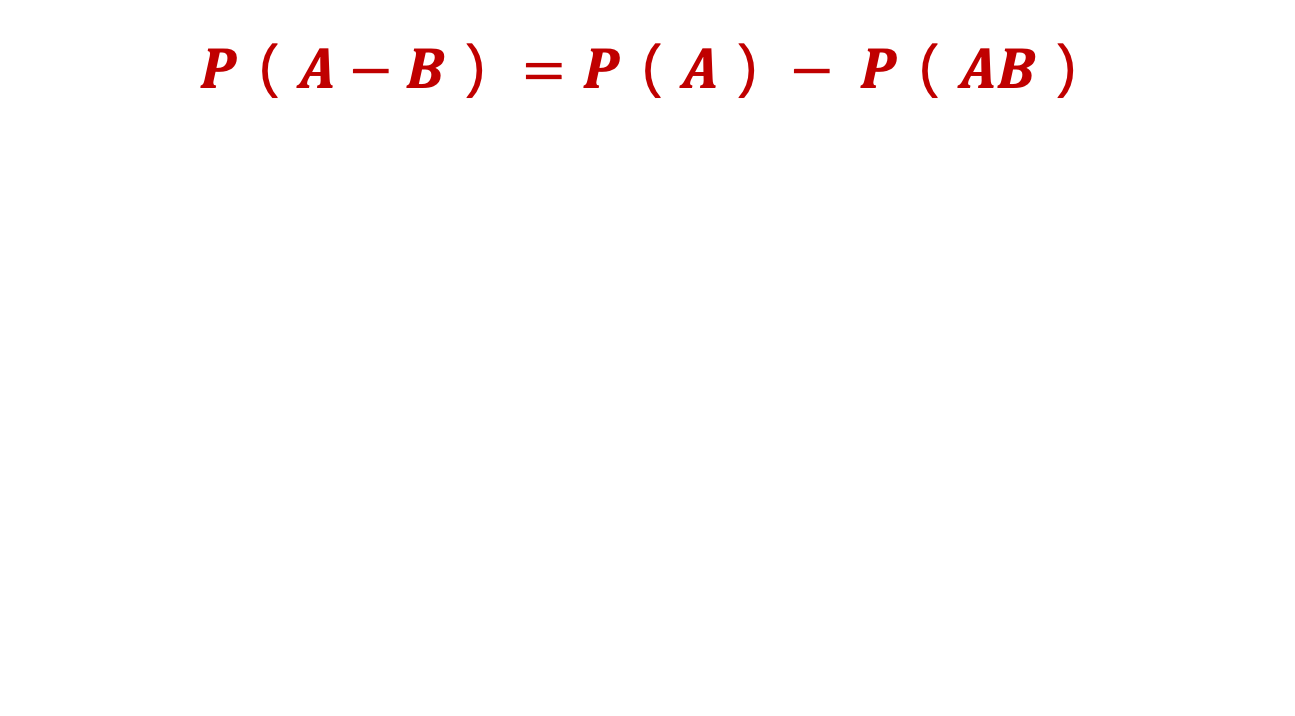 P ( A − B ) = P ( A ) − P ( AB )